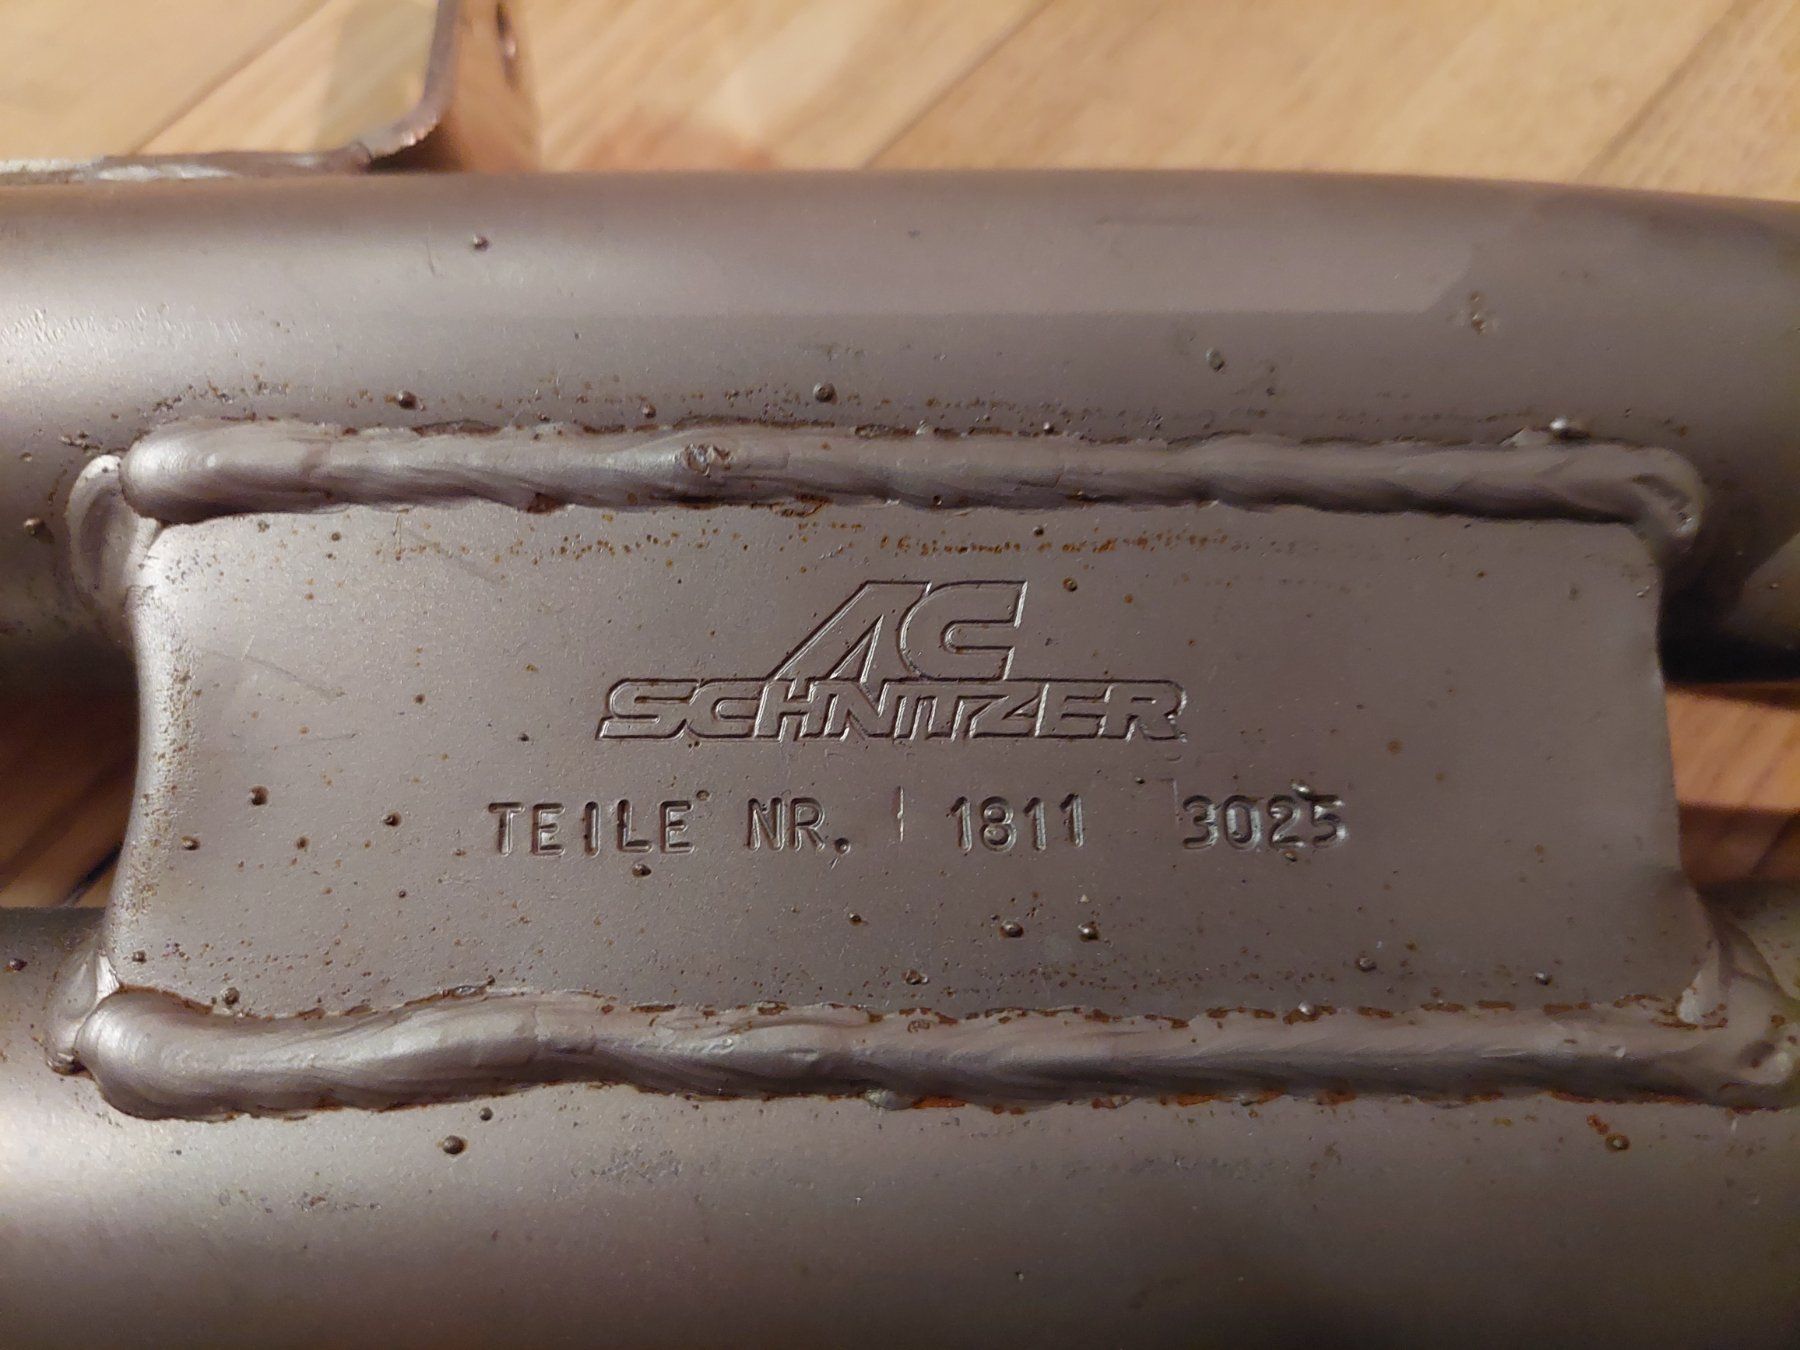 AC
SCHNITZER
TEILE NR. 1811 3025